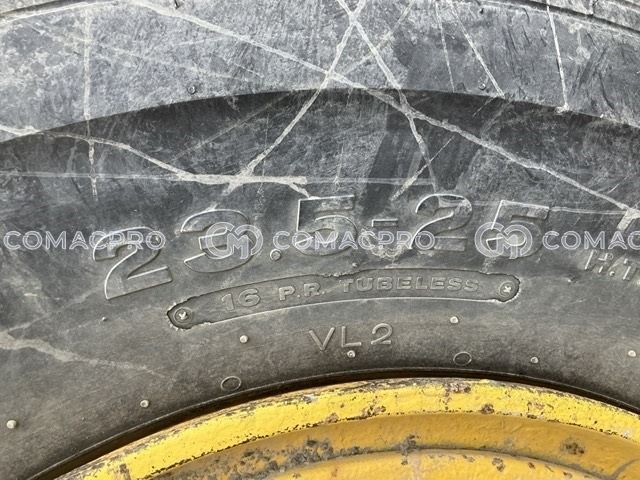 23.5-25
COMACPRO COMACPRO COMACPRO
16 P.R. TUBELESS
VL2